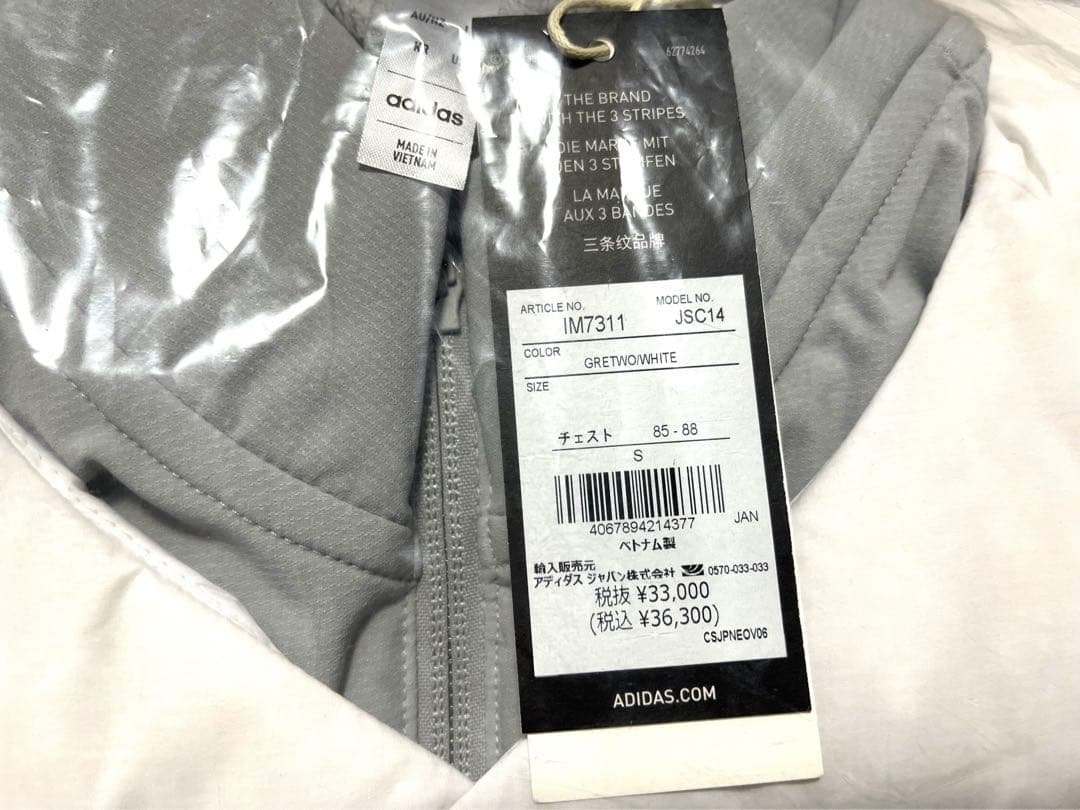 AU/NZ
KR
adidas
MADE IN
VIETNAM
62774264
THE BRAND
WITH THE 3 STRIPES
DIE MARKE MIT
DEN 3 STREIFEN
LA MARQUE
AUX 3 BANDES
三条纹品牌
ARTICLE NO. MODEL NO.
IM7311 JSC14
COLOR
GRETWO/WHITE
SIZE
チェスト 85 - 88
S
4067894214377 JAN
ベトナム製
輸入販売元
アディダス ジャパン株式会社 0570-033-033
税抜 ¥33,000
(税込 ¥36,300)
CSJPNEOV06
ADIDAS.COM